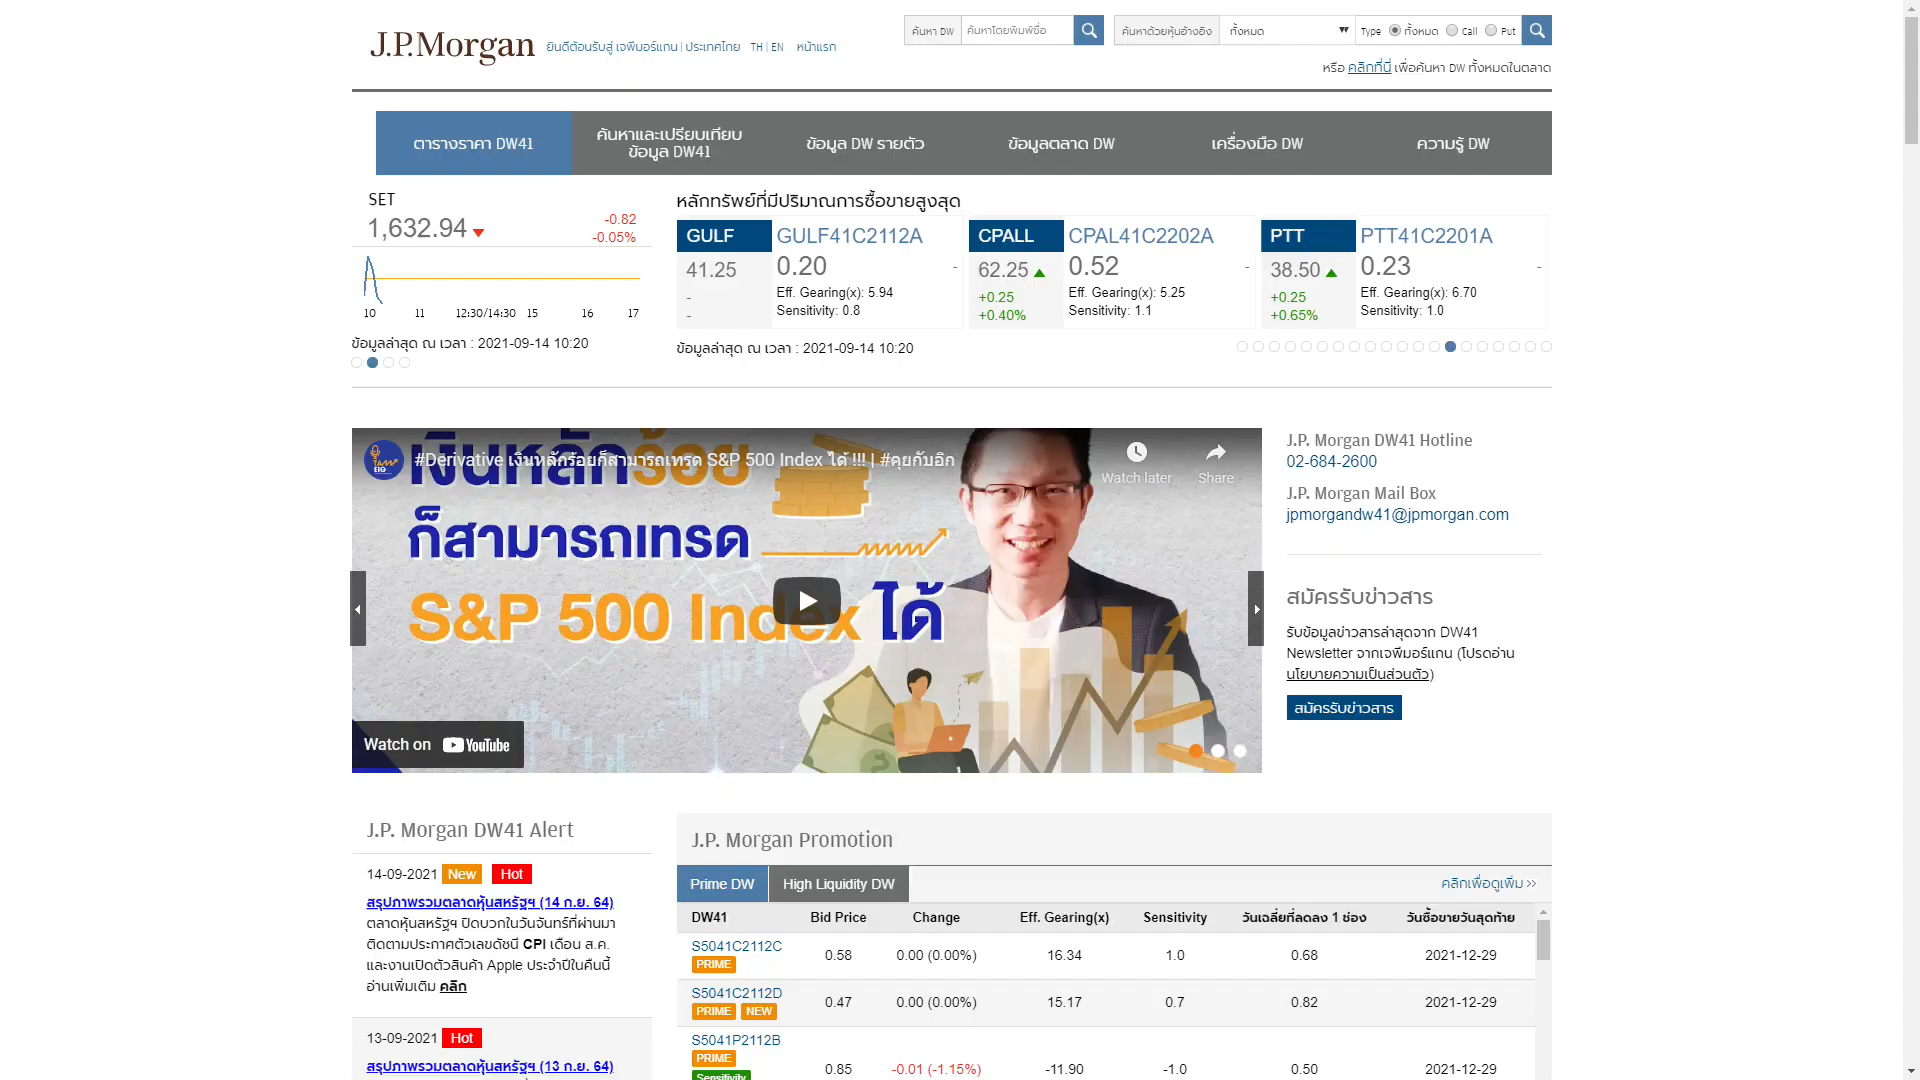 J.P.Morgan
ยินดีต้อนรับสู่ เจพีมอร์แกน | ประเทศไทย TH | EN หน้าแรก
ค้นหา DW ค้นหาโดยพิมพ์ชื่อ
ค้นหาด้วยหุ้นอ้างอิง ทั้งหมด Type ทั้งหมด Call Put
หรือ คลิกที่นี่ เพื่อค้นหา DW ทั้งหมดในตลาด
ตารางราคา DW41
ค้นหาและเปรียบเทียบ
ข้อมูล DW41
ข้อมูล DW รายตัว
ข้อมูลตลาด DW
เครื่องมือ DW
ความรู้ DW
SET
1,632.94
-0.82
-0.05%
10 11 12:30/14:30 15 16 17
ข้อมูลล่าสุด ณ เวลา : 2021-09-14 10:20
หลักทรัพย์ที่มีปริมาณการซื้อขายสูงสุด
GULF GULF41C2112A
41.25 0.20 -
- Eff. Gearing(x): 5.94
- Sensitivity: 0.8
CPALL CPAL41C2202A
62.25 0.52 -
+0.25 Eff. Gearing(x): 5.25
+0.40% Sensitivity: 1.1
PTT PTT41C2201A
38.50 0.23 -
+0.25 Eff. Gearing(x): 6.70
+0.65% Sensitivity: 1.0
ข้อมูลล่าสุด ณ เวลา : 2021-09-14 10:20
#Derivative เงินหลักร้อยก็สามารถเทรด S&P 500 Index ได้ !!! | #คุยกับอิก
EIG
Watch later
Share
เงินหลักร้อย
ก็สามารถเทรด
S&P 500 Index ได้
Watch on YouTube
J.P. Morgan DW41 Hotline
02-684-2600
J.P. Morgan Mail Box
jpmorgandw41@jpmorgan.com
สมัครรับข่าวสาร
รับข้อมูลข่าวสารล่าสุดจาก DW41
Newsletter จากเจพีมอร์แกน (โปรดอ่าน
นโยบายความเป็นส่วนตัว)
สมัครรับข่าวสาร
J.P. Morgan DW41 Alert
14-09-2021 New Hot
สรุปภาพรวมตลาดหุ้นสหรัฐฯ (14 ก.ย. 64)
ตลาดหุ้นสหรัฐฯ ปิดบวกในวันจันทร์ที่ผ่านมา
ติดตามประกาศตัวเลขดัชนี CPI เดือน ส.ค.
และงานเปิดตัวสินค้า Apple ประจำปีในคืนนี้
อ่านเพิ่มเติม คลิก
13-09-2021 Hot
สรุปภาพรวมตลาดหุ้นสหรัฐฯ (13 ก.ย. 64)
J.P. Morgan Promotion
Prime DW High Liquidity DW คลิกเพื่อดูเพิ่ม >>
DW41 Bid Price Change Eff. Gearing(x) Sensitivity วันเฉลี่ยที่ลดลง 1 ช่อง วันซื้อขายวันสุดท้าย
S5041C2112C
PRIME
0.58 0.00 (0.00%) 16.34 1.0 0.68 2021-12-29
S5041C2112D
PRIME NEW
0.47 0.00 (0.00%) 15.17 0.7 0.82 2021-12-29
S5041P2112B
PRIME
Sensitivity
0.85 -0.01 (-1.15%) -11.90 -1.0 0.50 2021-12-29